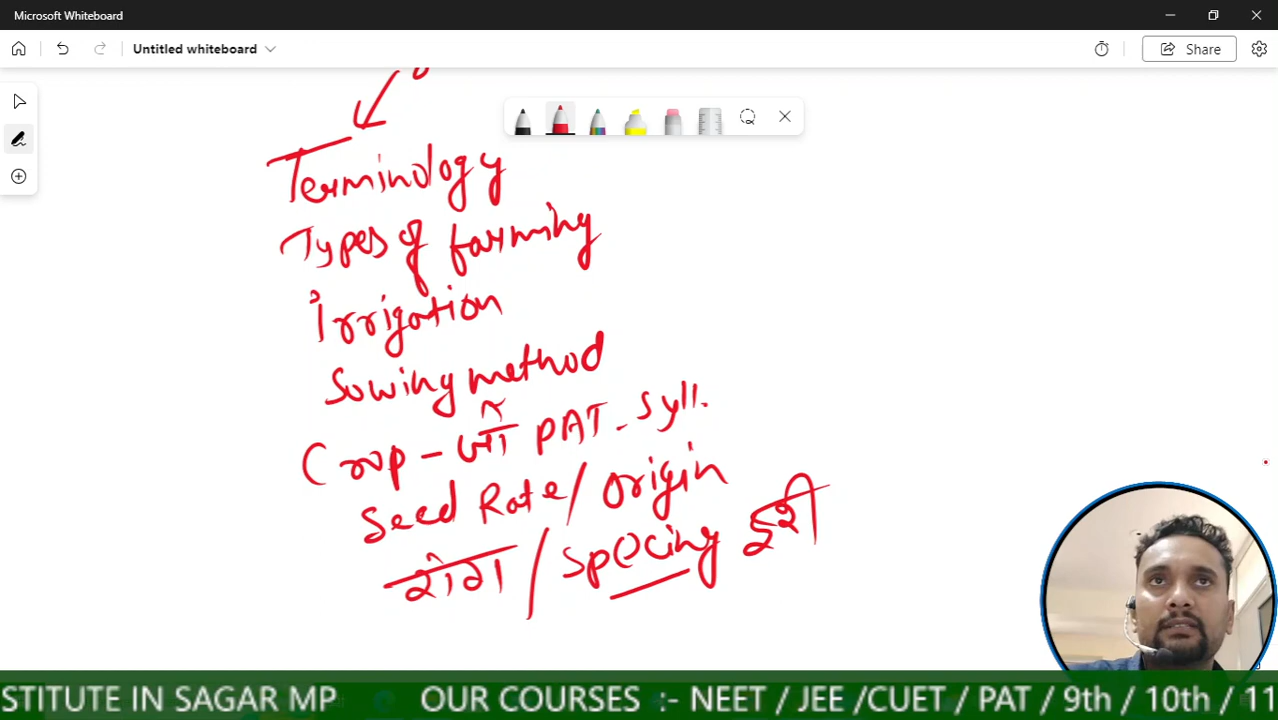 Microsoft Whiteboard
Untitled whiteboard
Share
Terminology
Types of farming
Irrigation
Sowing method
Crop - जो PAT - Syll.
Seed Rate / Origin
रोग / Specing दूरी
STITUTE IN SAGAR MP OUR COURSES :- NEET / JEE /CUET / PAT / 9th / 10th / 11